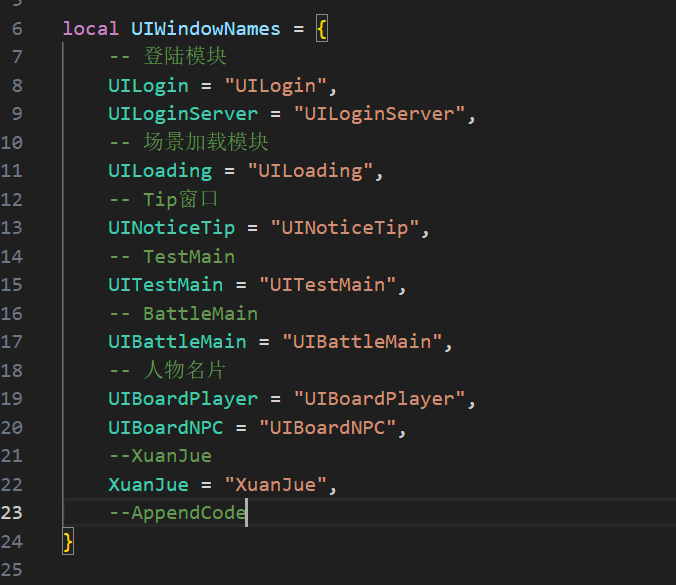 6 local UIWindowNames = {
7 -- 登陆模块
8 UILogin = "UILogin",
9 UILoginServer = "UILoginServer",
10 -- 场景加载模块
11 UILoading = "UILoading",
12 -- Tip窗口
13 UINoticeTip = "UINoticeTip",
14 -- TestMain
15 UITestMain = "UITestMain",
16 -- BattleMain
17 UIBattleMain = "UIBattleMain",
18 -- 人物名片
19 UIBoardPlayer = "UIBoardPlayer",
20 UIBoardNPC = "UIBoardNPC",
21 --XuanJue
22 XuanJue = "XuanJue",
23 --AppendCode
24 }
25